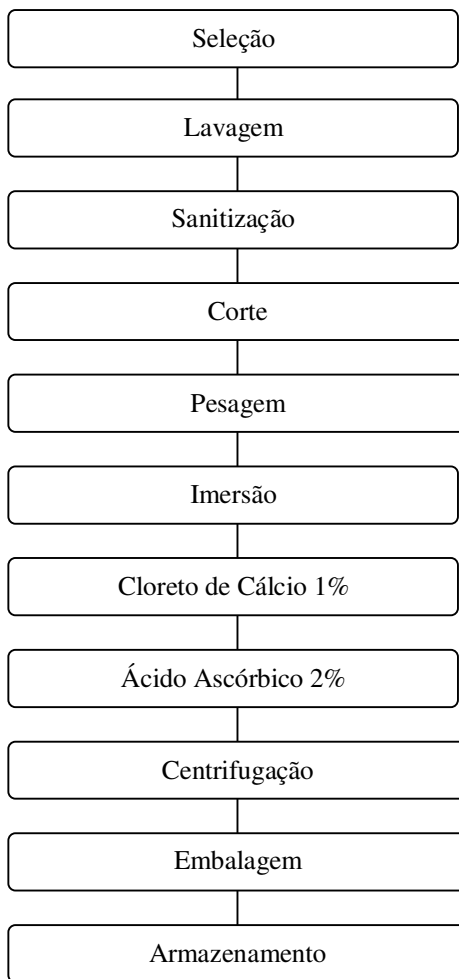 Seleção
Lavagem
Sanitização
Corte
Pesagem
Imersão
Cloreto de Cálcio 1%
Ácido Ascórbico 2%
Centrifugação
Embalagem
Armazenamento